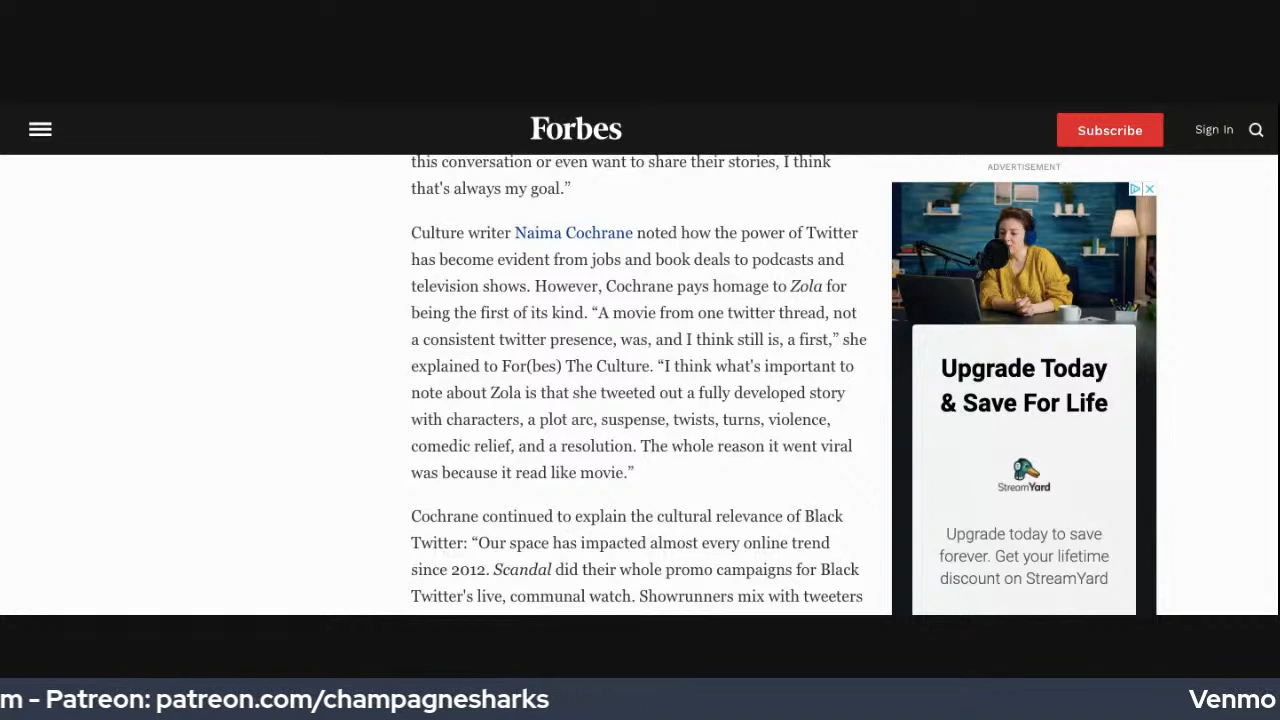 Forbes
Subscribe
Sign In
this conversation or even want to share their stories, I think
that's always my goal.”
Culture writer Naima Cochrane noted how the power of Twitter
has become evident from jobs and book deals to podcasts and
television shows. However, Cochrane pays homage to Zola for
being the first of its kind. “A movie from one twitter thread, not
a consistent twitter presence, was, and I think still is, a first,” she
explained to For(bes) The Culture. “I think what's important to
note about Zola is that she tweeted out a fully developed story
with characters, a plot arc, suspense, twists, turns, violence,
comedic relief, and a resolution. The whole reason it went viral
was because it read like movie.”
Cochrane continued to explain the cultural relevance of Black
Twitter: “Our space has impacted almost every online trend
since 2012. Scandal did their whole promo campaigns for Black
Twitter's live, communal watch. Showrunners mix with tweeters
ADVERTISEMENT
Upgrade Today
& Save For Life
StreamYard
Upgrade today to save
forever. Get your lifetime
discount on StreamYard
m - Patreon: patreon.com/champagnesharks
Venmo